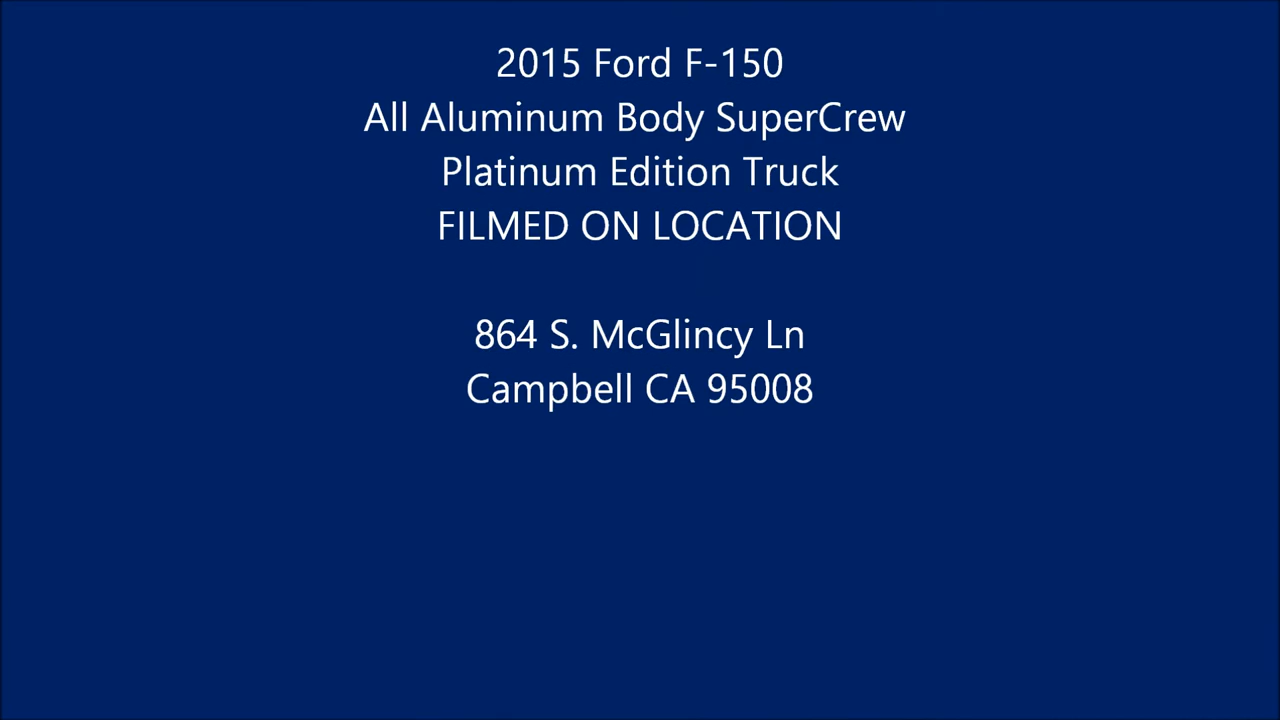 2015 Ford F-150
All Aluminum Body SuperCrew
Platinum Edition Truck
FILMED ON LOCATION
864 S. McGlincy Ln
Campbell CA 95008